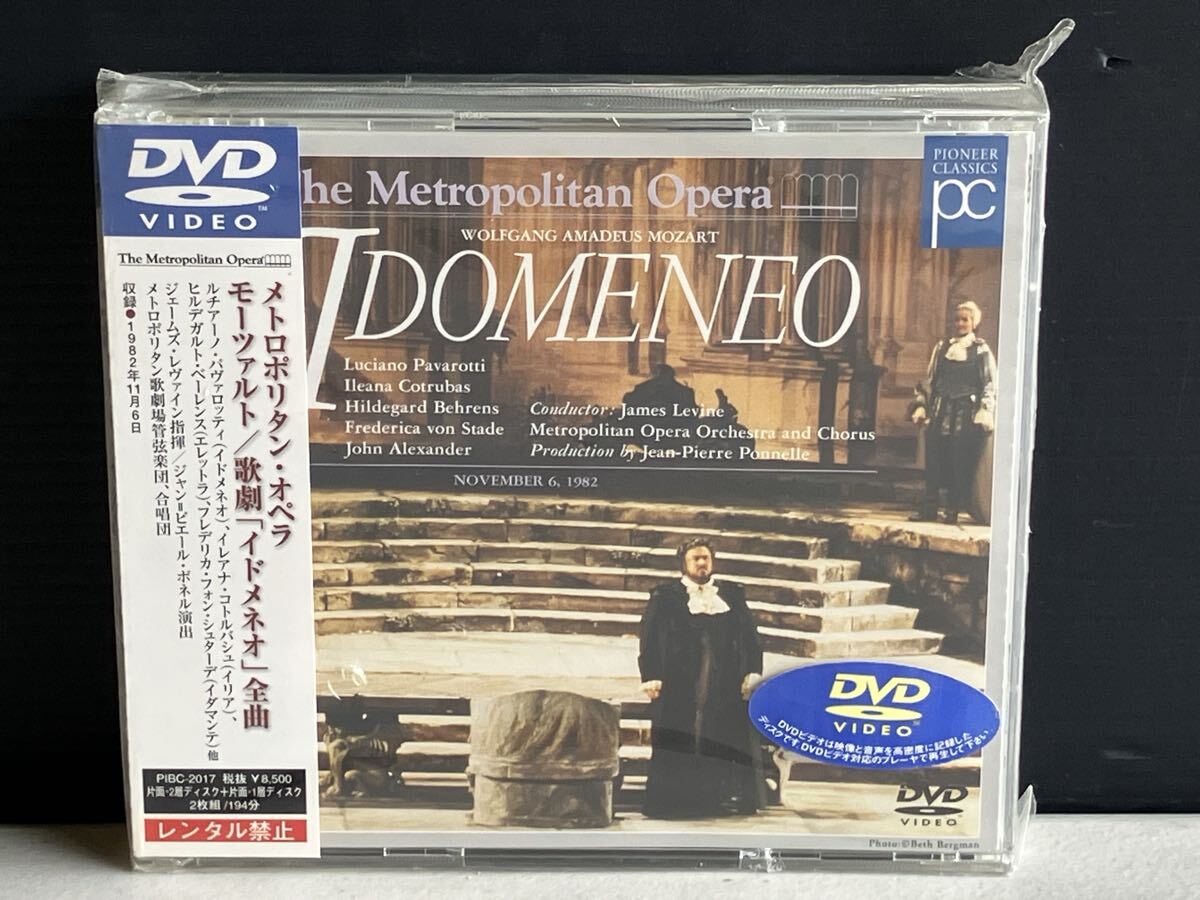 DVD
VIDEO
The Metropolitan Opera
メトロポリタン・オペラ
モーツァルト／歌劇「イドメネオ」全曲
ルチアーノ・パヴァロッティ(イドメネオ)、イレアナ・コトルバシュ(イリア)、
ヒルデガルト・ベーレンス(エレットラ)、フレデリカ・フォン・シュターデ(イダマンテ)他
ジェームズ・レヴァイン指揮／ジャン=ピエール・ポネル演出
メトロポリタン歌劇場管弦楽団、合唱団
収録●1982年11月6日
PIBC-2017 税抜 ¥8,500
片面・2層ディスク+片面・1層ディスク
2枚組/194分
レンタル禁止
he Metropolitan Opera
WOLFGANG AMADEUS MOZART
IDOMENEO
Luciano Pavarotti
Ileana Cotrubas
Hildegard Behrens
Frederica von Stade
John Alexander
Conductor: James Levine
Metropolitan Opera Orchestra and Chorus
Production by Jean-Pierre Ponnelle
NOVEMBER 6, 1982
PIONEER
CLASSICS
pc
DVD
VIDEO
DVDビデオは映像と音声を高密度に記録した
ディスクです。DVDビデオ対応のプレーヤで再生して下さい。
DVD
VIDEO
Photo:©Beth Bergman